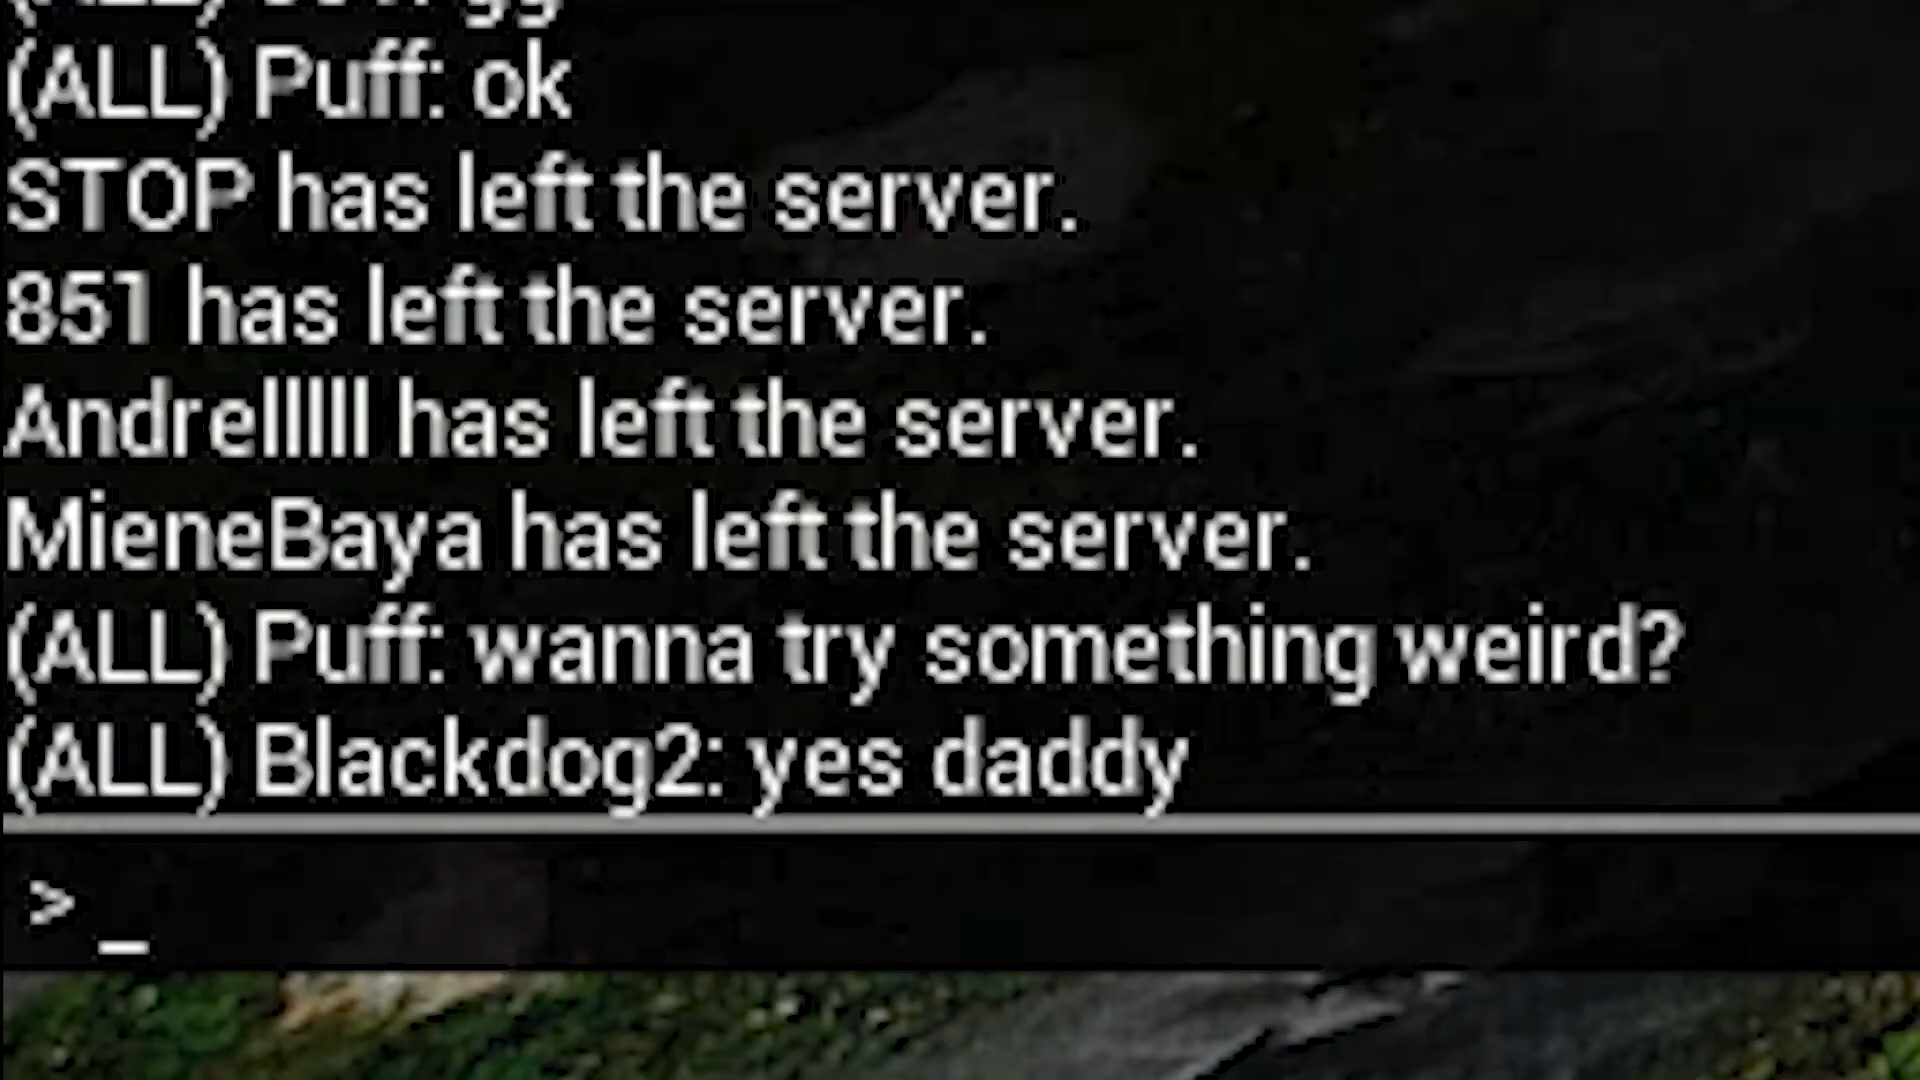 (ALL) Puff: ok
STOP has left the server.
851 has left the server.
Andrellllll has left the server.
MieneBaya has left the server.
(ALL) Puff: wanna try something weird?
(ALL) Blackdog2: yes daddy
> _